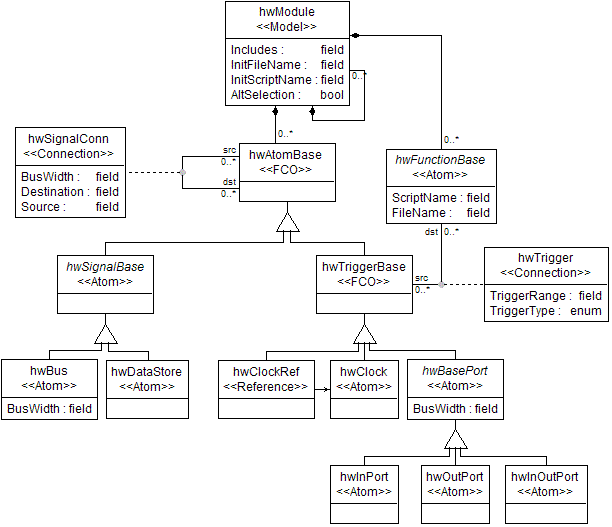 hwModule
<<Model>>
Includes : field
InitFileName : field
InitScriptName : field
AltSelection : bool
0..*
0..*
0..*
hwSignalConn
<<Connection>>
BusWidth : field
Destination : field
Source : field
src
0..*
dst
0..*
hwAtomBase
<<FCO>>
hwFunctionBase
<<Atom>>
ScriptName : field
FileName : field
dst 0..*
hwSignalBase
<<Atom>>
hwTriggerBase
<<FCO>>
src
0..*
hwTrigger
<<Connection>>
TriggerRange : field
TriggerType : enum
hwBus
<<Atom>>
BusWidth : field
hwDataStore
<<Atom>>
hwClockRef
<<Reference>>
hwClock
<<Atom>>
hwBasePort
<<Atom>>
BusWidth : field
hwInPort
<<Atom>>
hwOutPort
<<Atom>>
hwInOutPort
<<Atom>>